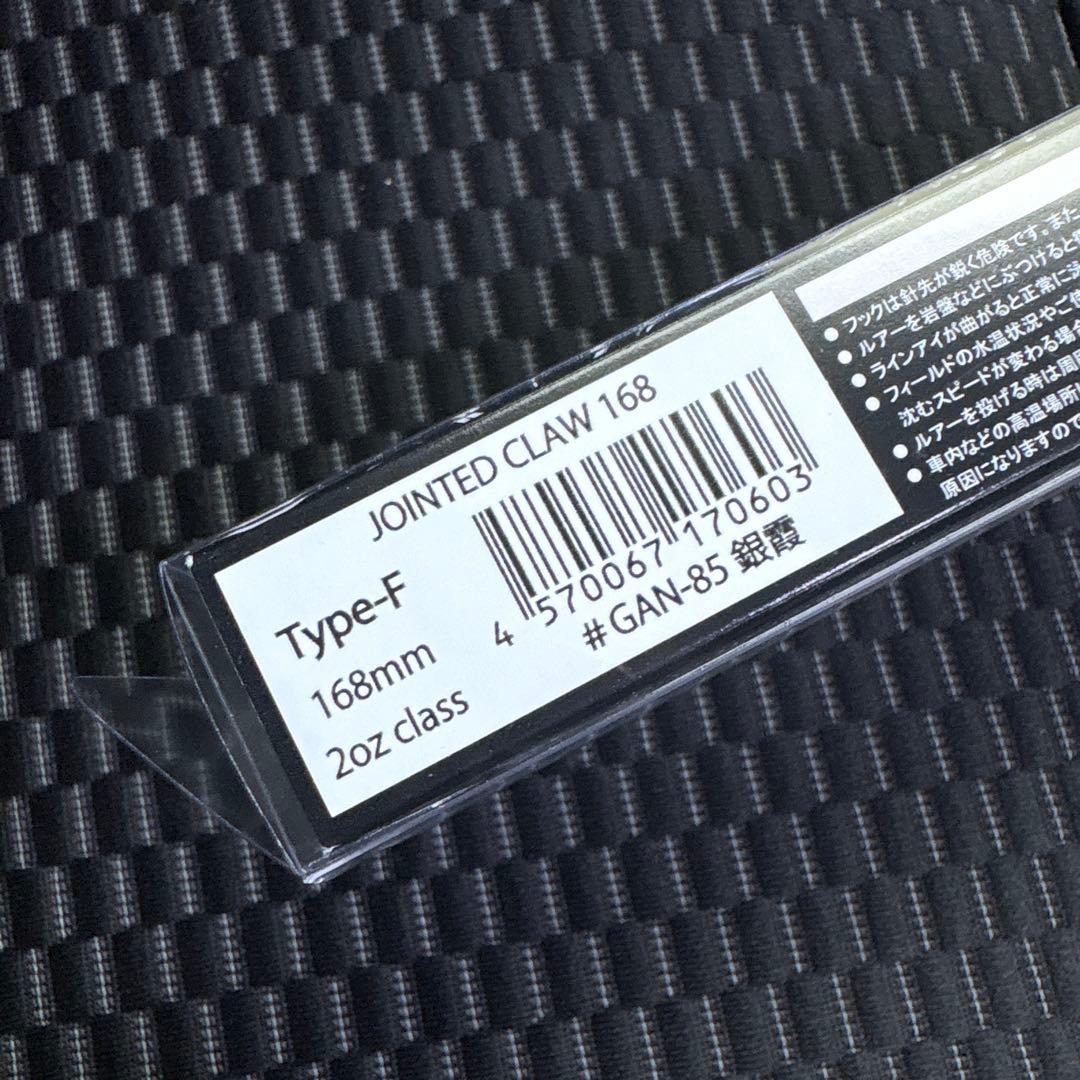 JOINTED CLAW 168
Type-F
168mm
2oz class
4 570067 170603
#GAN-85 銀霞
●フックは針先が鋭く危険です。また
●ルアーを岩盤などにぶつけると
●ラインアイが曲がると正常に
●フィールドの水温状況やご
沈むスピードが変わる場合
●ルアーを投げる時は周
●車内などの高温場所
原因になりますので